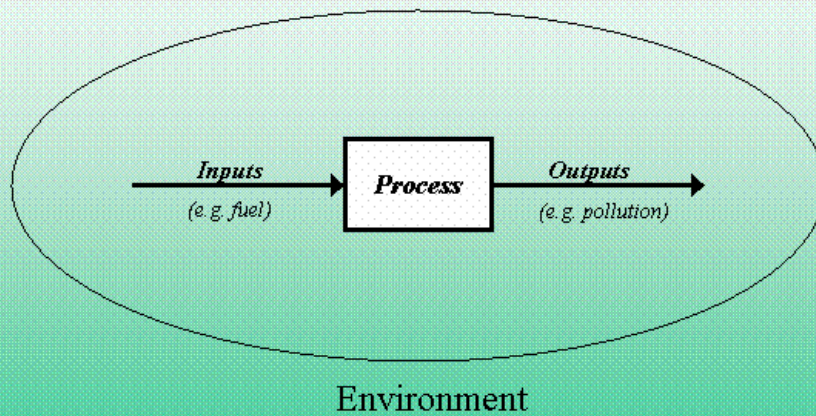 Inputs
(e.g. fuel)
Process
Outputs
(e.g. pollution)
Environment